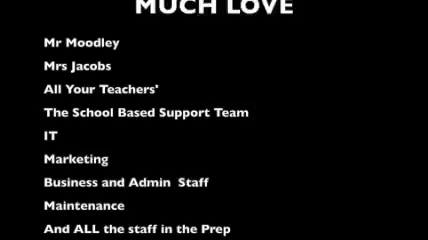 MUCH LOVE
Mr Moodley
Mrs Jacobs
All Your Teachers'
The School Based Support Team
IT
Marketing
Business and Admin  Staff
Maintenance
And ALL the staff in the Prep